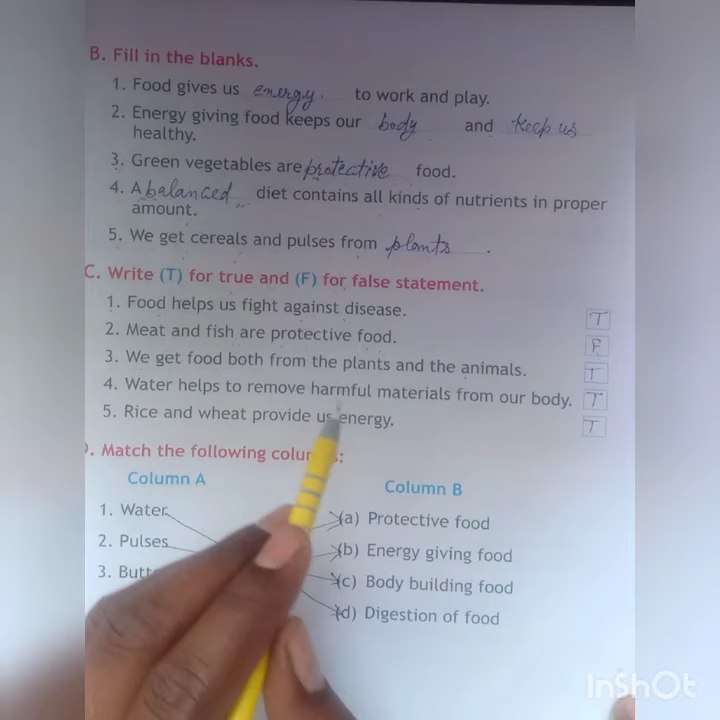 B. Fill in the blanks.
1. Food gives us energy. to work and play.
2. Energy giving food keeps our body and keep us
healthy.
3. Green vegetables are protective food.
4. A balanced diet contains all kinds of nutrients in proper
amount.
5. We get cereals and pulses from plants.
C. Write (T) for true and (F) for false statement.
1. Food helps us fight against disease. T
2. Meat and fish are protective food. F
3. We get food both from the plants and the animals. T
4. Water helps to remove harmful materials from our body. T
5. Rice and wheat provide us energy. T
. Match the following :
Column A Column B
1. Water (a) Protective food
2. Pulses (b) Energy giving food
3. (c) Body building food
(d) Digestion of food
InShOt